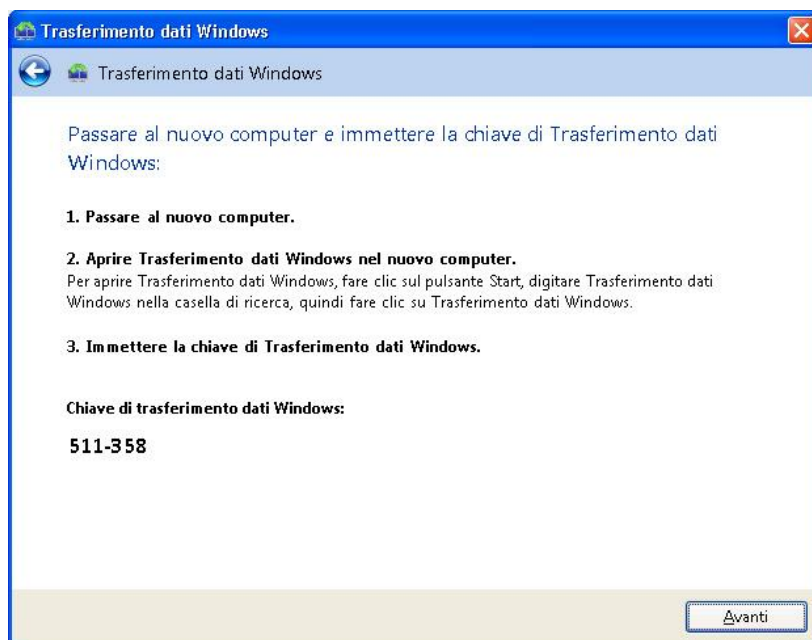 Trasferimento dati Windows
Trasferimento dati Windows
Passare al nuovo computer e immettere la chiave di Trasferimento dati
Windows:
1. Passare al nuovo computer.
2. Aprire Trasferimento dati Windows nel nuovo computer.
Per aprire Trasferimento dati Windows, fare clic sul pulsante Start, digitare Trasferimento dati
Windows nella casella di ricerca, quindi fare clic su Trasferimento dati Windows.
3. Immettere la chiave di Trasferimento dati Windows.
Chiave di trasferimento dati Windows:
511-358
Avanti